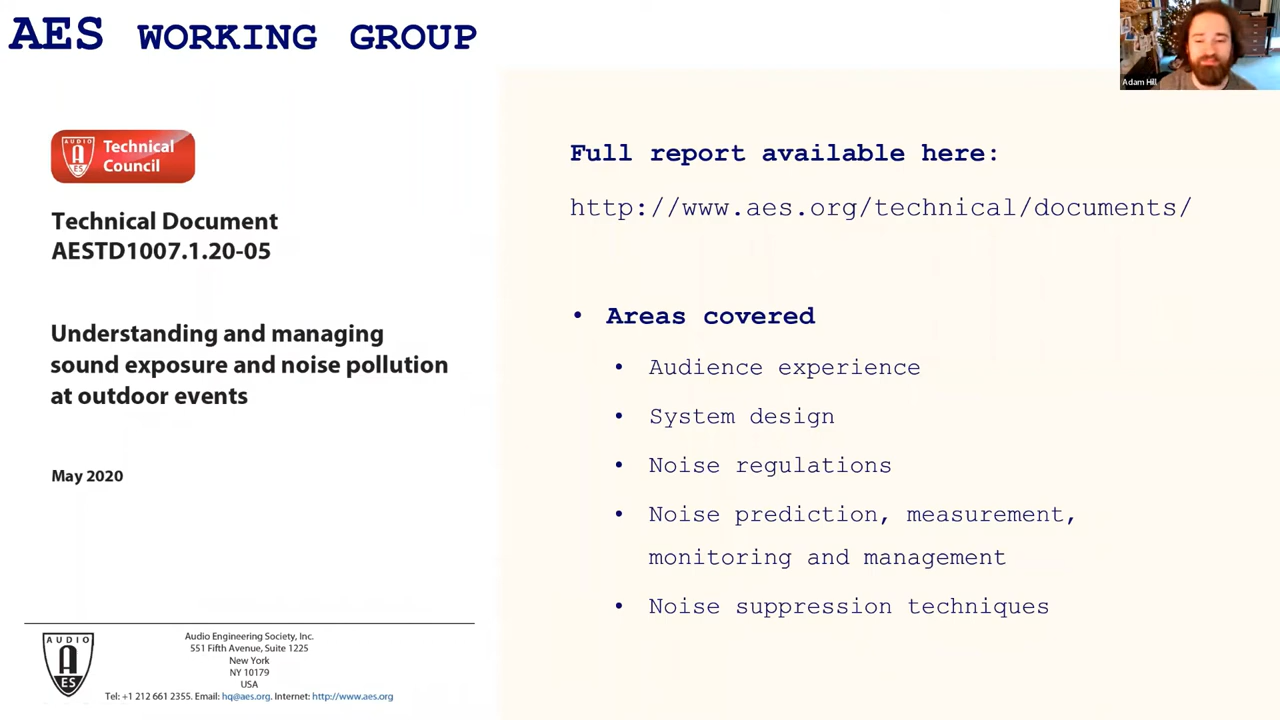 AES WORKING GROUP
Adam Hill
AUDIO
AES
Technical
Council
Technical Document
AESTD1007.1.20-05
Understanding and managing
sound exposure and noise pollution
at outdoor events
May 2020
AUDIO
AES
Audio Engineering Society, Inc.
551 Fifth Avenue, Suite 1225
New York
NY 10179
USA
Tel: +1 212 661 2355. Email: hq@aes.org. Internet: http://www.aes.org
Full report available here:
http://www.aes.org/technical/documents/
• Areas covered
• Audience experience
• System design
• Noise regulations
• Noise prediction, measurement,
monitoring and management
• Noise suppression techniques